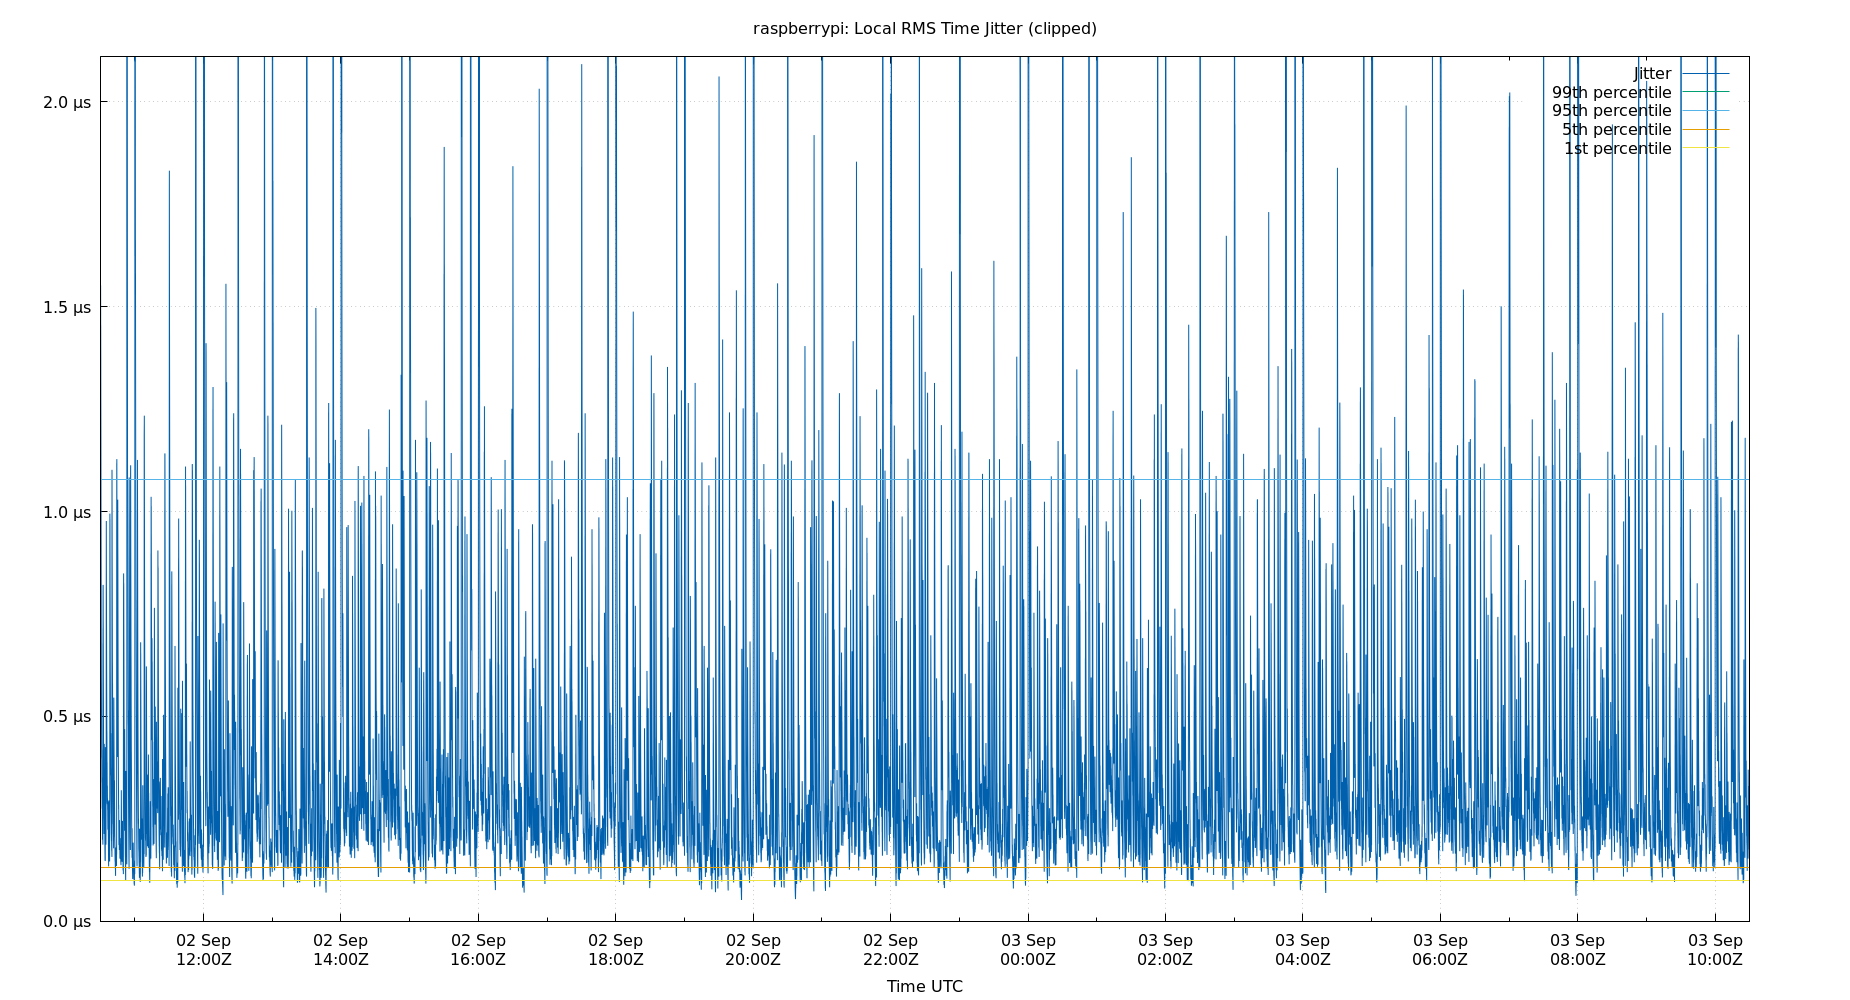 raspberrypi: Local RMS Time Jitter (clipped)
Jitter
99th percentile
95th percentile
5th percentile
1st percentile
2.0 µs
1.5 µs
1.0 µs
0.5 µs
0.0 µs
02 Sep 02 Sep 02 Sep 02 Sep 02 Sep 02 Sep 03 Sep 03 Sep 03 Sep 03 Sep 03 Sep 03 Sep
12:00Z 14:00Z 16:00Z 18:00Z 20:00Z 22:00Z 00:00Z 02:00Z 04:00Z 06:00Z 08:00Z 10:00Z
Time UTC